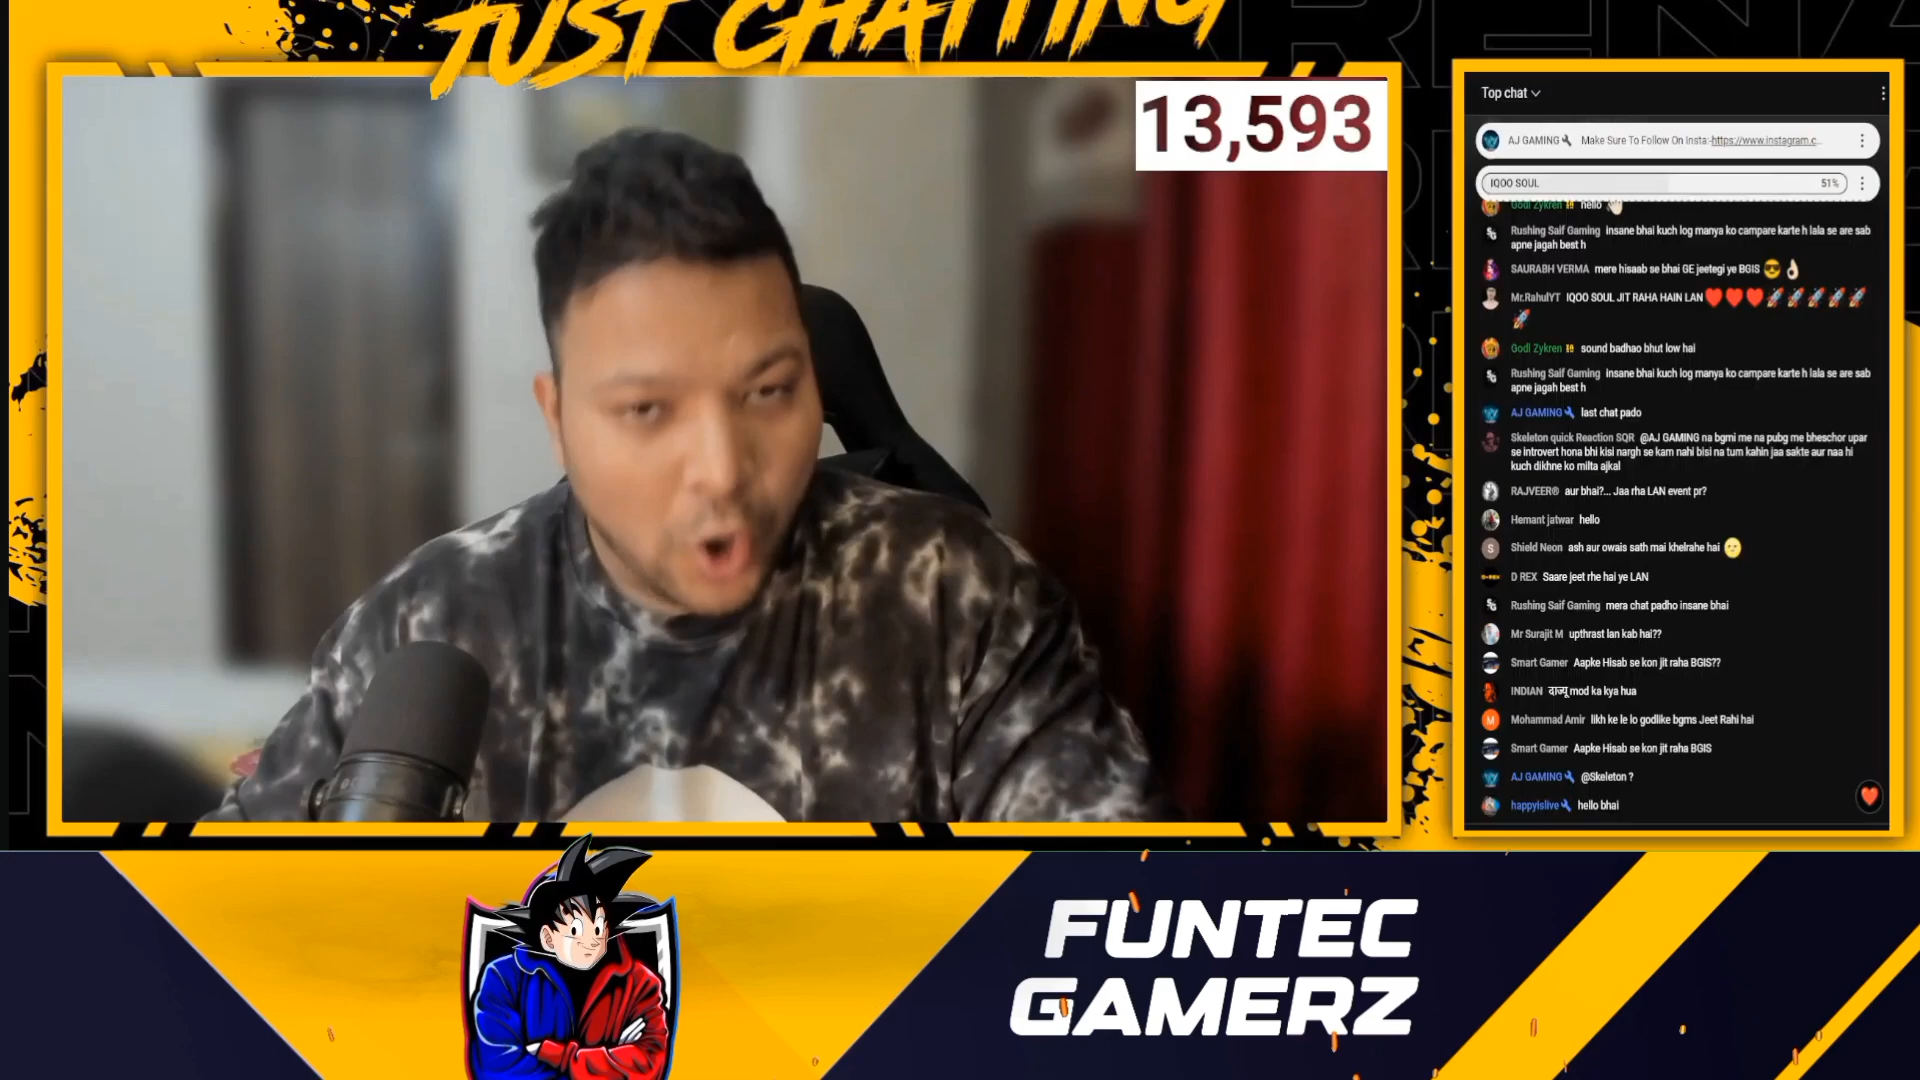 JUST CHATTING
13,593
Top chat
AJ GAMING Make Sure To Follow On Insta:-https://www.instagram.c...
IQOO SOUL 51%
Godl Zykren hello
Rushing Saif Gaming insane bhai kuch log manya ko campare karte h lala se are sab
apne jagah best h
SAURABH VERMA mere hisaab se bhai GE jeetegi ye BGIS 😎 👌🏻
Mr.RahulYT IQOO SOUL JIT RAHA HAIN LAN ❤️❤️❤️🚀🚀🚀🚀🚀
🚀
Godl Zykren sound badhao bhut low hai
Rushing Saif Gaming insane bhai kuch log manya ko campare karte h lala se are sab
apne jagah best h
AJ GAMING last chat pado
Skeleton quick Reaction SQR @AJ GAMING na bgmi me na pubg me bheschor upar
se introvert hona bhi kisi nargh se kam nahi bisi na tum kahin jaa sakte aur naa hi
kuch dikhne ko milta ajkal
RAJVEER® aur bhai?... Jaa rha LAN event pr?
Hemant jatwar hello
Shield Neon ash aur owais sath mai khelrahe hai
D REX Saare jeet rhe hai ye LAN
Rushing Saif Gaming mera chat padho insane bhai
Mr Surajit M upthrast lan kab hai??
Smart Gamer Aapke Hisab se kon jit raha BGIS??
INDIAN दाज्यू mod ka kya hua
Mohammad Amir likh ke le lo godlike bgms Jeet Rahi hai
Smart Gamer Aapke Hisab se kon jit raha BGIS
AJ GAMING @Skeleton ?
happyislive hello bhai
FUNTEC
GAMERZ